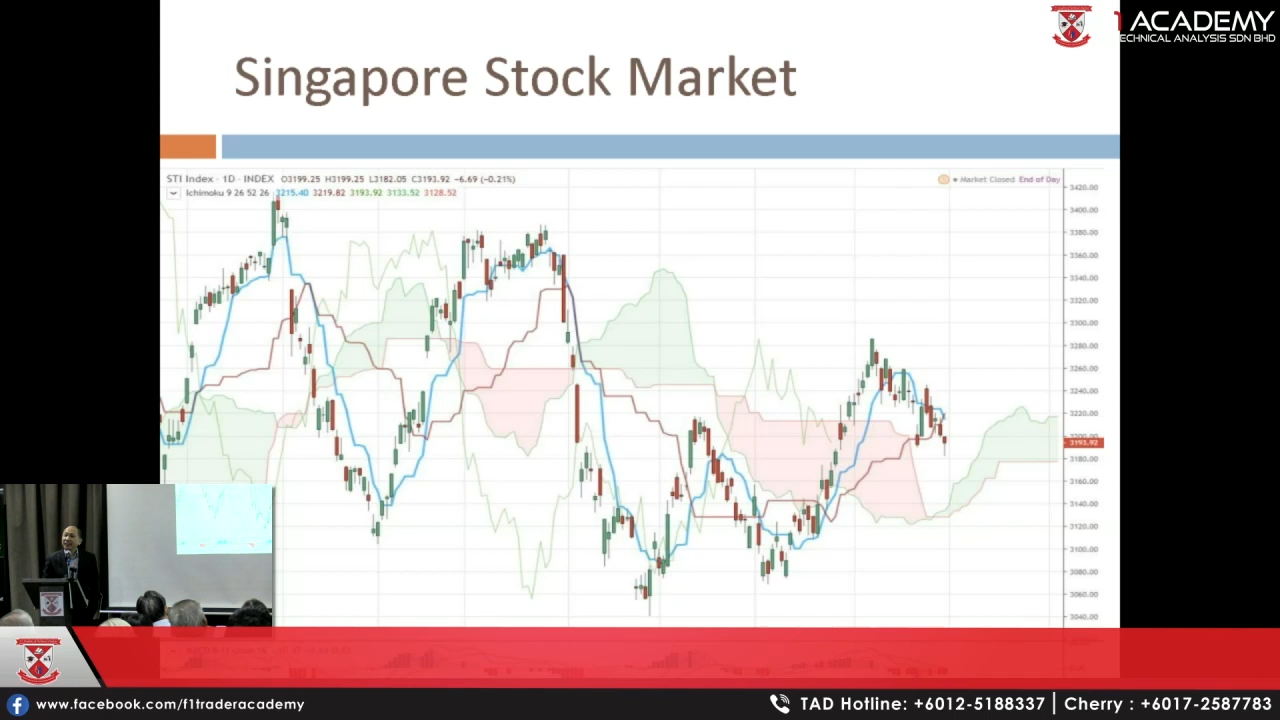 1 ACADEMY
TECHNICAL ANALYSIS SDN BHD
Singapore Stock Market
STI Index · 1D · INDEX O3199.25 H3199.25 L3182.05 C3193.92 −6.69 (−0.21%)
Market Closed End of Day
Ichimoku 9 26 52 26 3215.40 3219.82 3193.92 3133.52 3128.52
3420.00
3400.00
3380.00
3360.00
3340.00
3320.00
3300.00
3280.00
3260.00
3240.00
3220.00
3200.00
3193.92
3180.00
3160.00
3140.00
3120.00
3100.00
3080.00
3060.00
3040.00
www.facebook.com/f1traderacademy
TAD Hotline: +6012-5188337 | Cherry : +6017-2587783